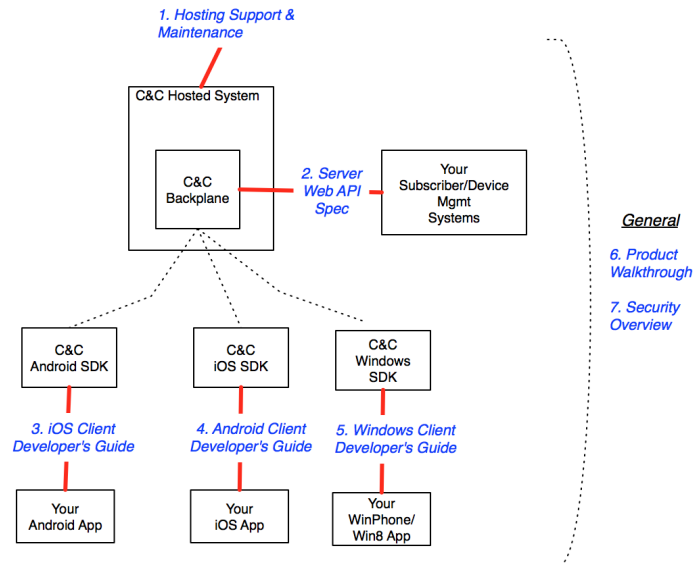 1. Hosting Support &
Maintenance
C&C Hosted System
C&C
Backplane
2. Server
Web API
Spec
Your
Subscriber/Device
Mgmt
Systems
General
6. Product
Walkthrough
7. Security
Overview
C&C
Android SDK
C&C
iOS SDK
C&C
Windows
SDK
3. iOS Client
Developer's Guide
4. Android Client
Developer's Guide
5. Windows Client
Developer's Guide
Your
Android App
Your
iOS App
Your
WinPhone/
Win8 App